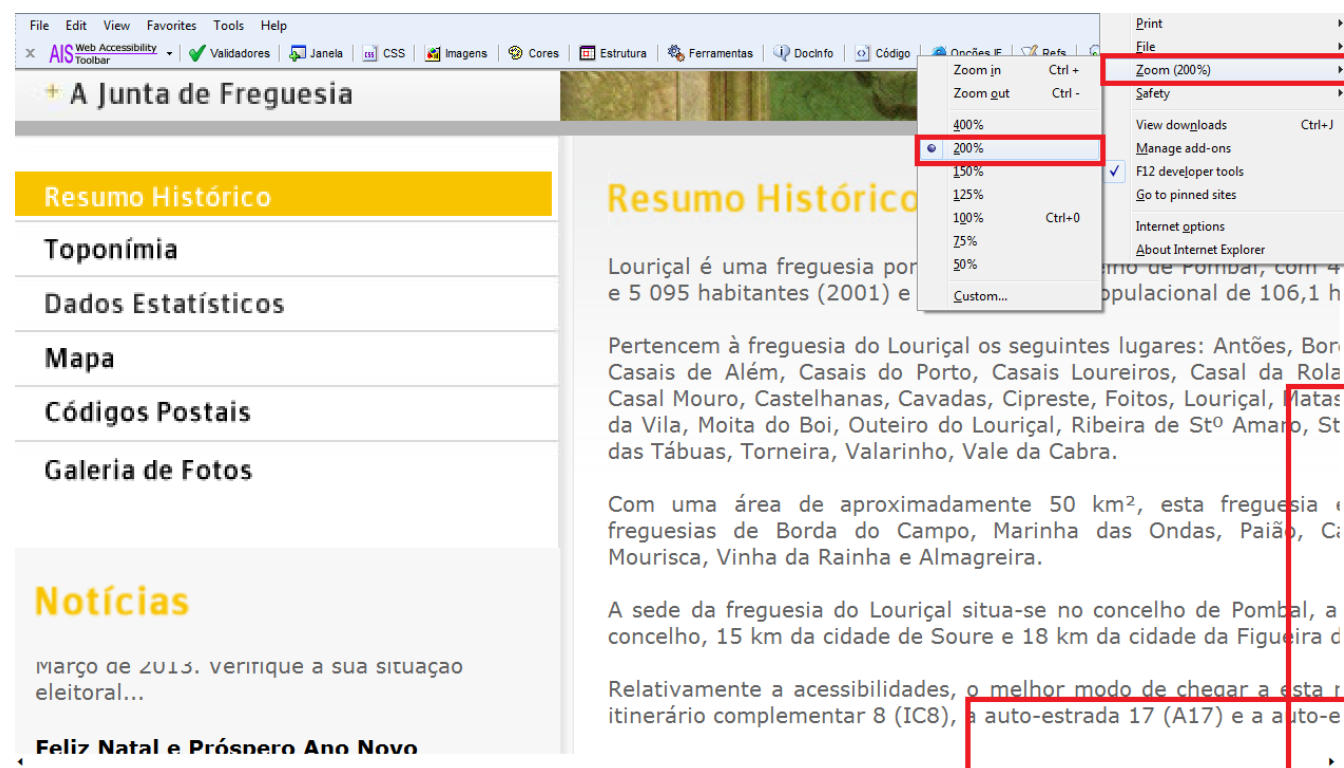 File Edit View Favorites Tools Help
x AIS Web Accessibility Toolbar Validadores Janela CSS Imagens Cores Estrutura Ferramentas DocInfo Código Opções IE Refs.
Print
File
Zoom (200%)
Safety
View downloads Ctrl+J
Manage add-ons
F12 developer tools
Go to pinned sites
Internet options
About Internet Explorer
Zoom in Ctrl +
Zoom out Ctrl -
400%
200%
150%
125%
100% Ctrl+0
75%
50%
Custom...
+ A Junta de Freguesia
Resumo Histórico
Toponímia
Dados Estatísticos
Mapa
Códigos Postais
Galeria de Fotos
Notícias
Março de 2013. Verifique a sua situação
eleitoral...
Feliz Natal e Próspero Ano Novo
Resumo Histórico
Louriçal é uma freguesia de Pombal, com 4
e 5 095 habitantes (2001) e opulacional de 106,1 h
Pertencem à freguesia do Louriçal os seguintes lugares: Antões,
Casais de Além, Casais do Porto, Casais Loureiros, Casal da Rola
Casal Mouro, Castelhanas, Cavadas, Cipreste, Foitos, Louriçal, Matas
da Vila, Moita do Boi, Outeiro do Louriçal, Ribeira de Stº Amaro, St
das Tábuas, Torneira, Valarinho, Vale da Cabra.
Com uma área de aproximadamente 50 km², esta freguesia
freguesias de Borda do Campo, Marinha das Ondas, Paião,
Mourisca, Vinha da Rainha e Almagreira.
A sede da freguesia do Louriçal situa-se no concelho de Pombal, a
concelho, 15 km da cidade de Soure e 18 km da cidade da Figueira d
Relativamente a acessibilidades, o melhor modo de chegar a esta
itinerário complementar 8 (IC8), a auto-estrada 17 (A17) e a auto-e